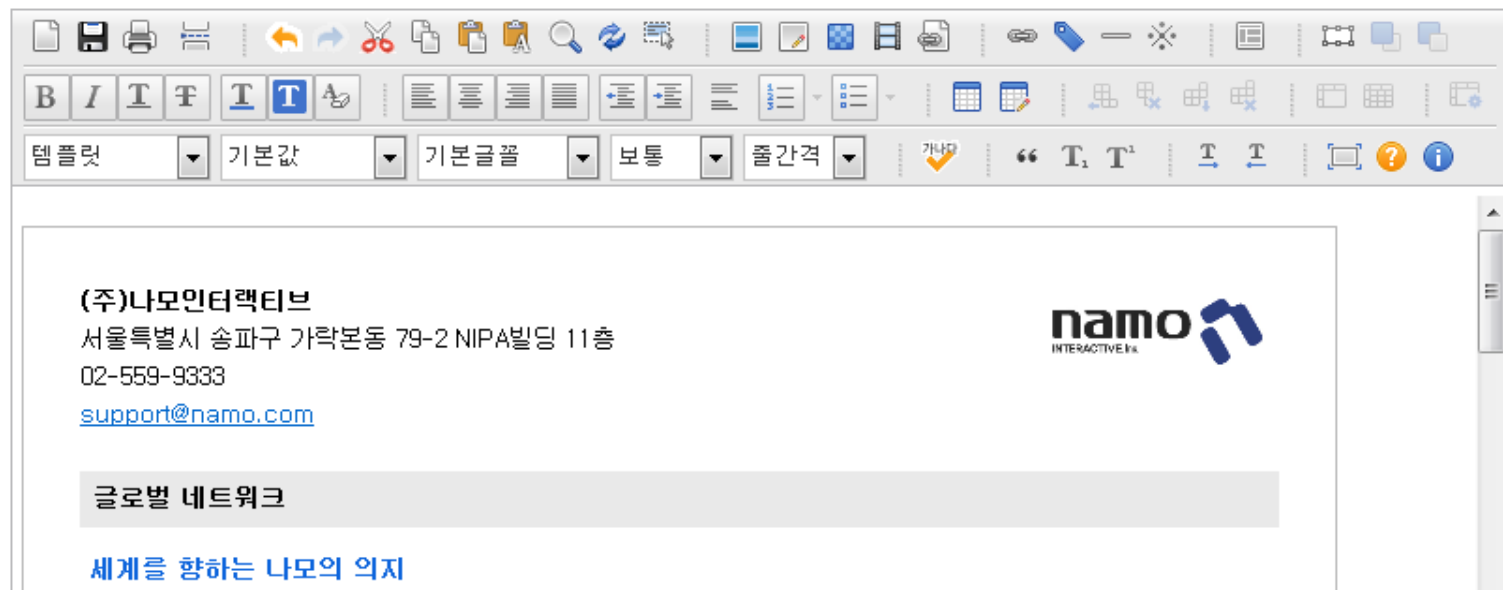 B I T T T T A
템플릿 기본값 기본글꼴 보통 줄간격 가나다 “ T₁ T¹ T T ? i
(주)나모인터랙티브
서울특별시 송파구 가락본동 79-2 NIPA빌딩 11층
02-559-9333
support@namo.com
namo
INTERACTIVE Inc.
글로벌 네트워크
세계를 향하는 나모의 의지